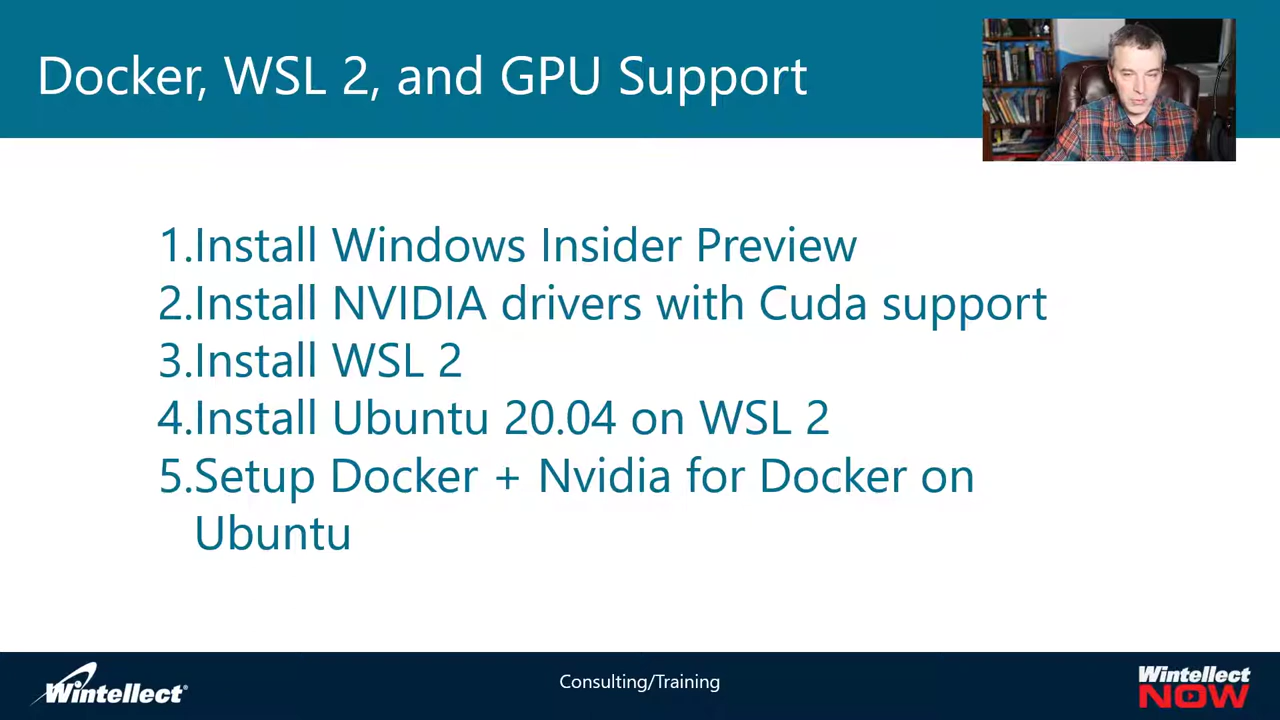 Docker, WSL 2, and GPU Support
1.Install Windows Insider Preview
2.Install NVIDIA drivers with Cuda support
3.Install WSL 2
4.Install Ubuntu 20.04 on WSL 2
5.Setup Docker + Nvidia for Docker on
Ubuntu
Wintellect
Consulting/Training
Wintellect
NOW